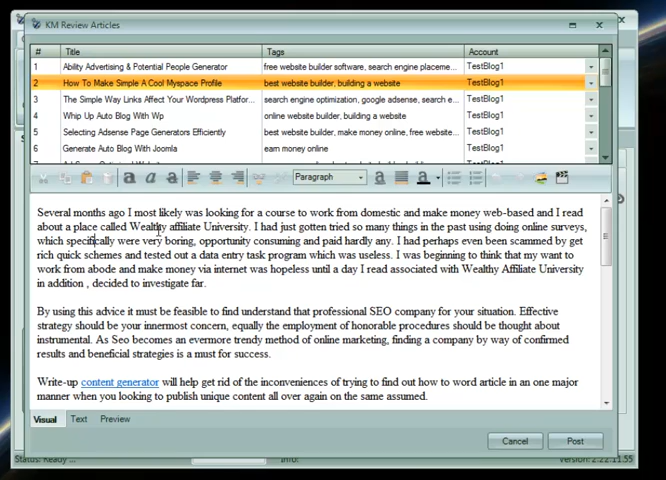 KM Review Articles
# Title Tags Account
1 Ability Advertising & Potential People Generator free website builder software, search engine placeme... TestBlog1
2 How To Make Simple A Cool Myspace Profile best website builder, building a website TestBlog1
3 The Simple Way Links Affect Your Wordpress Platfor... search engine optimization, google adsense, search e... TestBlog1
4 Whip Up Auto Blog With Wp online website builder, building a website TestBlog1
5 Selecting Adsense Page Generators Efficiently best website builder, make money online, free website... TestBlog1
6 Generate Auto Blog With Joomla earn money online TestBlog1
Paragraph
Several months ago I most likely was looking for a course to work from domestic and make money web-based and I read
about a place called Wealthy affiliate University. I had just gotten tried so many things in the past using doing online surveys,
which specifically were very boring, opportunity consuming and paid hardly any. I had perhaps even been scammed by get
rich quick schemes and tested out a data entry task program which was useless. I was beginning to think that my want to
work from abode and make money via internet was hopeless until a day I read associated with Wealthy Affiliate University
in addition , decided to investigate far.
By using this advice it must be feasible to find understand that professional SEO company for your situation. Effective
strategy should be your innermost concern, equally the employment of honorable procedures should be thought about
instrumental. As Seo becomes an evermore trendy method of online marketing, finding a company by way of confirmed
results and beneficial strategies is a must for success.
Write-up content generator will help get rid of the inconveniences of trying to find out how to word article in an one major
manner when you looking to publish unique content all over again on the same assumed.
Visual Text Preview
Cancel Post
Status: Ready ... Info: Version: 2.22.11.55